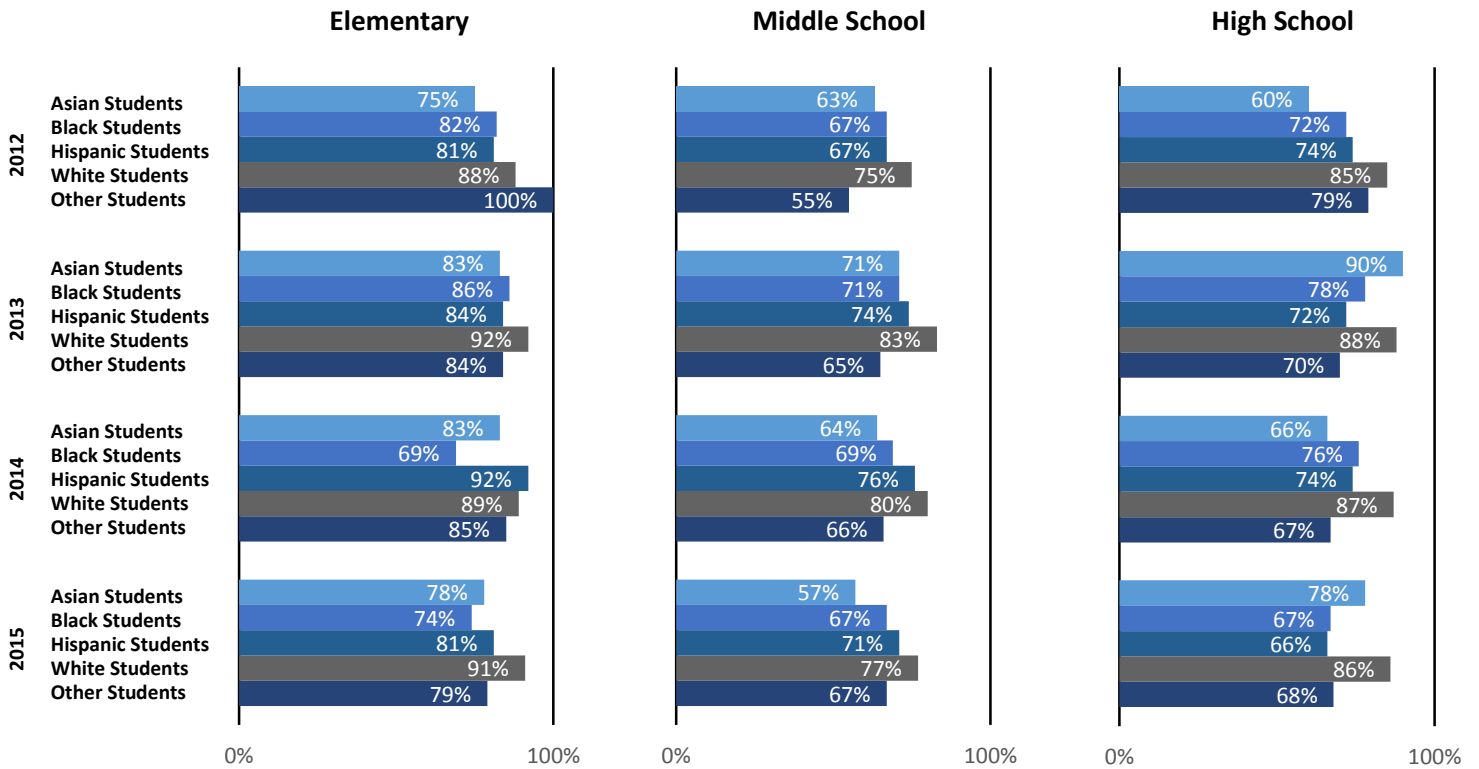 Elementary Middle School High School
2012
Asian Students 75% 63% 60%
Black Students 82% 67% 72%
Hispanic Students 81% 67% 74%
White Students 88% 75% 85%
Other Students 100% 55% 79%
2013
Asian Students 83% 71% 90%
Black Students 86% 71% 78%
Hispanic Students 84% 74% 72%
White Students 92% 83% 88%
Other Students 84% 65% 70%
2014
Asian Students 83% 64% 66%
Black Students 69% 69% 76%
Hispanic Students 92% 76% 74%
White Students 89% 80% 87%
Other Students 85% 66% 67%
2015
Asian Students 78% 57% 78%
Black Students 74% 67% 67%
Hispanic Students 81% 71% 66%
White Students 91% 77% 86%
Other Students 79% 67% 68%
0% 100% 0% 100% 0% 100%